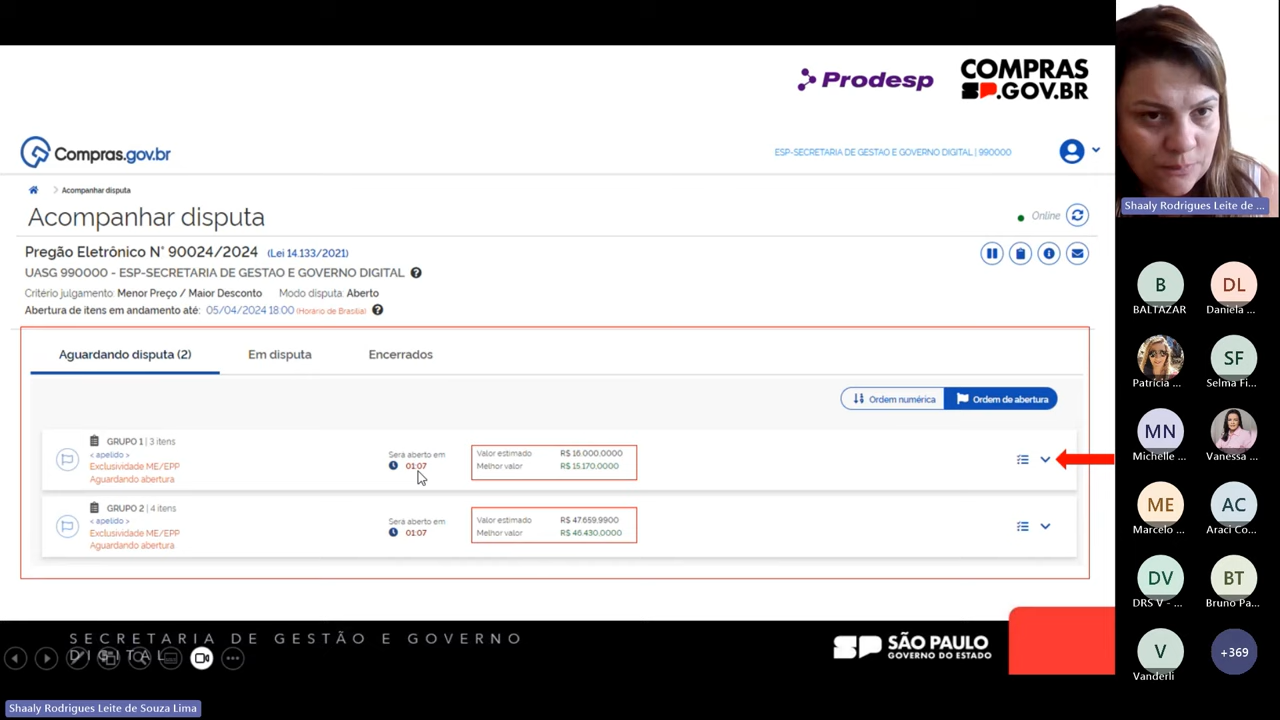 Prodesp
COMPRAS
SP.GOV.BR
Compras.gov.br
ESP-SECRETARIA DE GESTAO E GOVERNO DIGITAL | 990000
Acompanhar disputa
Acompanhar disputa
Online
Pregão Eletrônico N° 90024/2024 (Lei 14.133/2021)
UASG 990000 - ESP-SECRETARIA DE GESTAO E GOVERNO DIGITAL
Critério julgamento: Menor Preço / Maior Desconto Modo disputa: Aberto
Abertura de itens em andamento até: 05/04/2024 18:00 (Horário de Brasília)
Aguardando disputa (2) Em disputa Encerrados
Ordem numérica Ordem de abertura
GRUPO 1 | 3 itens
< apelido >
Exclusividade ME/EPP
Aguardando abertura
Será aberto em
01:07
Valor estimado R$ 16.000,0000
Melhor valor R$ 15.170,0000
GRUPO 2 | 4 itens
< apelido >
Exclusividade ME/EPP
Aguardando abertura
Será aberto em
01:07
Valor estimado R$ 47.659,9900
Melhor valor R$ 46.430,0000
SECRETARIA DE GESTÃO E GOVERNO
DIGITAL
SÃO PAULO
GOVERNO DO ESTADO
Shaaly Rodrigues Leite de Souza Lima
Shaaly Rodrigues Leite de ...
B DL
BALTAZAR Daniela ...
SF
Patrícia ... Selma Fi...
MN
Michelle ... Vanessa ...
ME AC
Marcelo ... Araci Co...
DV BT
DRS V - ... Bruno Pa...
V +369
Vanderli